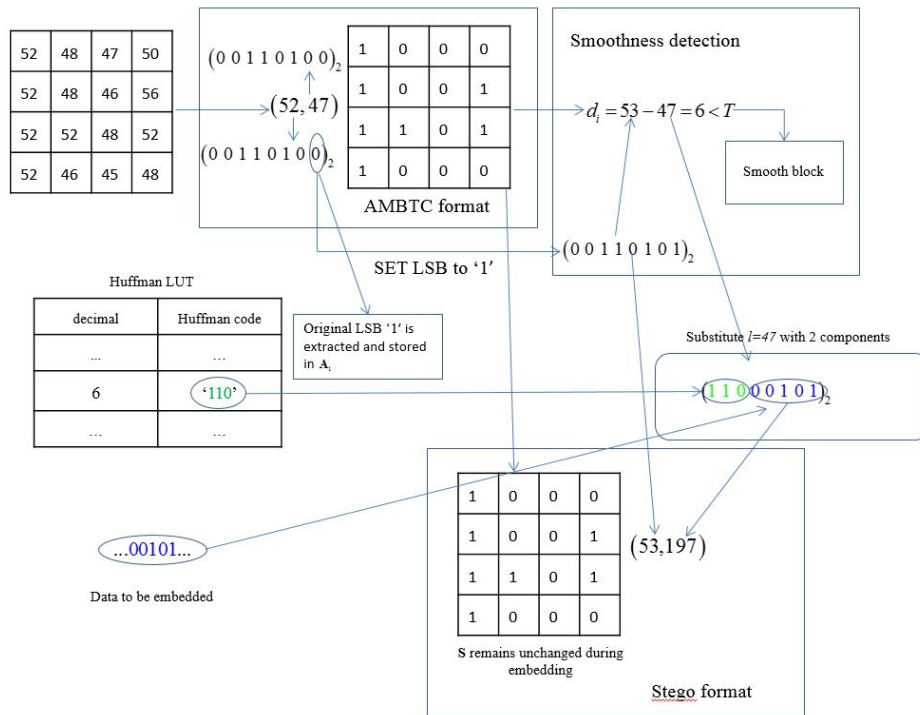 52 48 47 50
52 48 46 56
52 52 48 52
52 46 45 48
(0 0 1 1 0 1 0 0)₂
(52, 47)
(0 0 1 1 0 1 0 0)₂
1 0 0 0
1 0 0 1
1 1 0 1
1 0 0 0
AMBTC format
Smoothness detection
dᵢ = 53 − 47 = 6 < T
Smooth block
(0 0 1 1 0 1 0 1)₂
SET LSB to ‘1’
Huffman LUT
decimal Huffman code
... ...
6 ‘110’
... ...
Original LSB ‘1’ is
extracted and stored
in A₁
Substitute l=47 with 2 components
(1 1 0 0 0 1 0 1)₂
...00101...
Data to be embedded
1 0 0 0
1 0 0 1
1 1 0 1
1 0 0 0
(53,197)
S remains unchanged during
embedding
Stego format